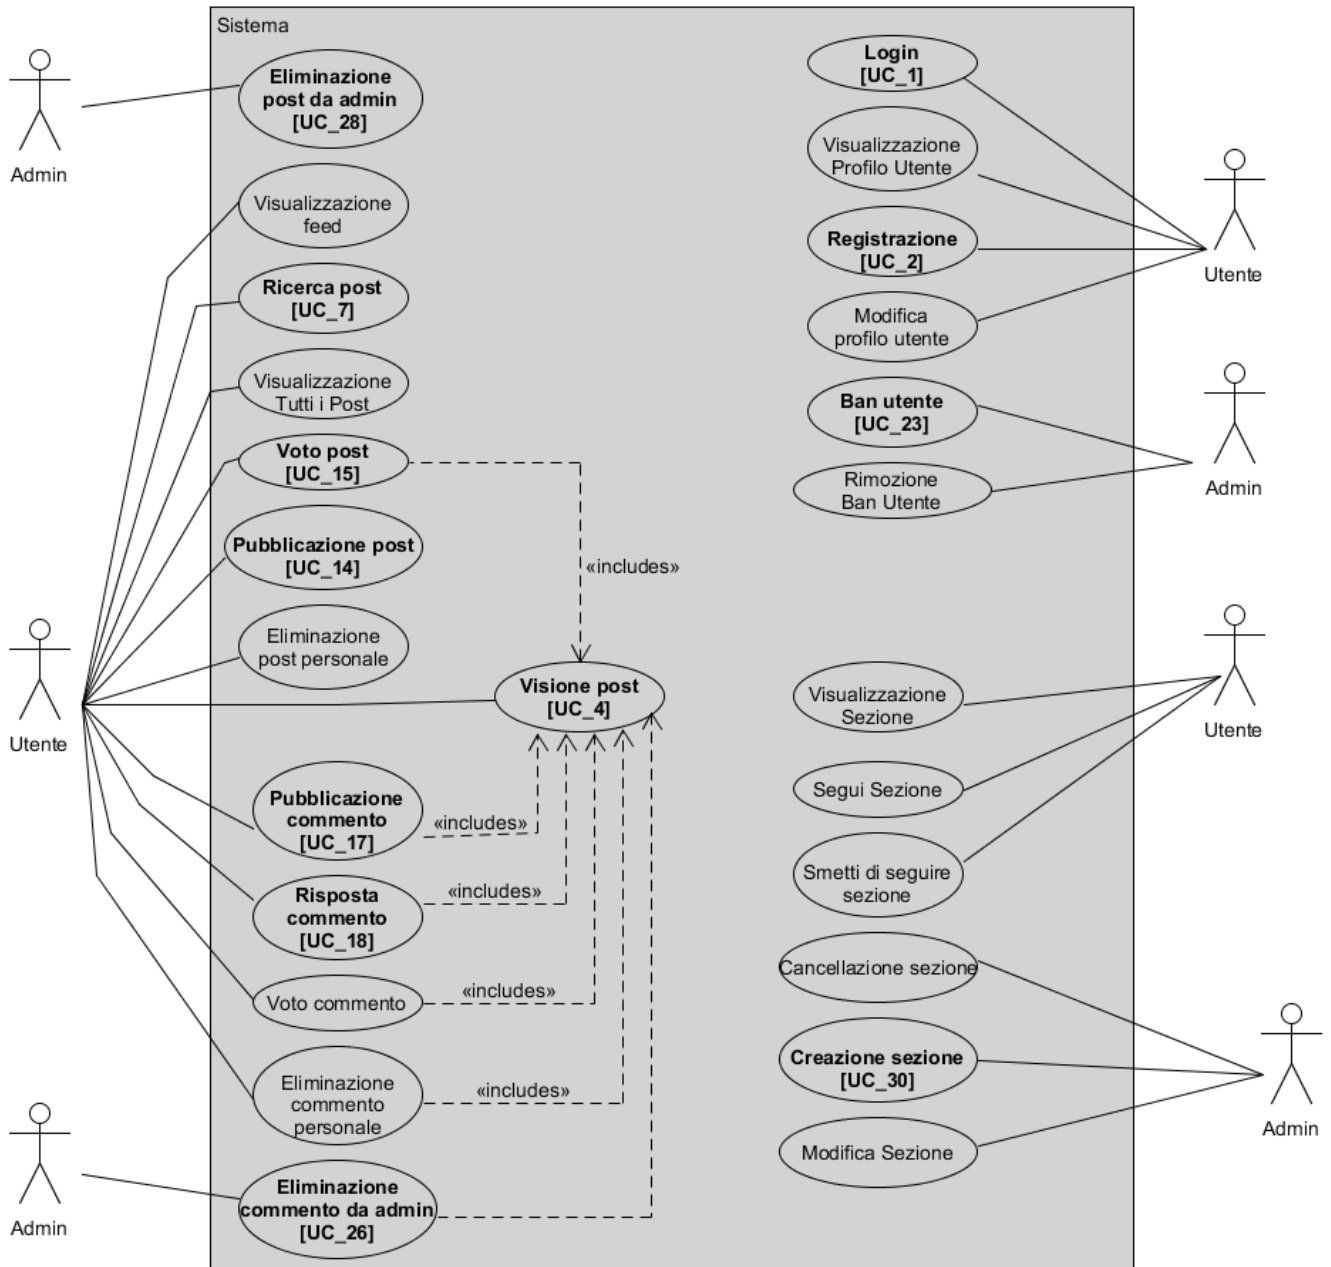 Sistema
Admin
Eliminazione
post da admin
[UC_28]
Visualizzazione
feed
Ricerca post
[UC_7]
Visualizzazione
Tutti i Post
Voto post
[UC_15]
«includes»
Pubblicazione post
[UC_14]
Eliminazione
post personale
Utente
Visione post
[UC_4]
Pubblicazione
commento
[UC_17]
«includes»
Risposta
commento
[UC_18]
«includes»
Voto commento
«includes»
Eliminazione
commento
personale
«includes»
Admin
Eliminazione
commento da admin
[UC_26]
Login
[UC_1]
Visualizzazione
Profilo Utente
Registrazione
[UC_2]
Modifica
profilo utente
Utente
Ban utente
[UC_23]
Rimozione
Ban Utente
Admin
Visualizzazione
Sezione
Segui Sezione
Smetti di seguire
sezione
Utente
Cancellazione sezione
Creazione sezione
[UC_30]
Modifica Sezione
Admin